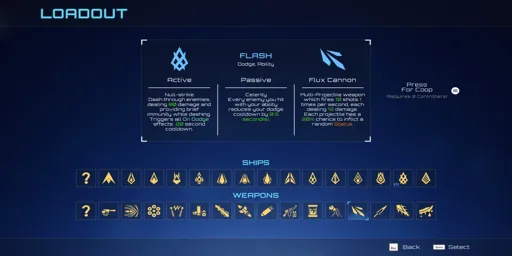 LOADOUT
FLASH
Dodge, Ability
Active
Passive
Flux Cannon
Null-strike
Dash through enemies,
dealing 80 damage and
providing brief
immunity while dashing
Triggers all On Dodge
effects. 20 second
cooldown.
Celerity
Every enemy you hit
with your ability
reduces your dodge
cooldown by 0.5
second(s).
Multi-Projectile weapon
which fires 10 shots 1
times per second, each
dealing 12 damage
Each projectile has a
20% chance to inflict
a random Status.
Press
For Coop
(Requires a Controller)
SHIPS
?
WEAPONS
?
Back
Select